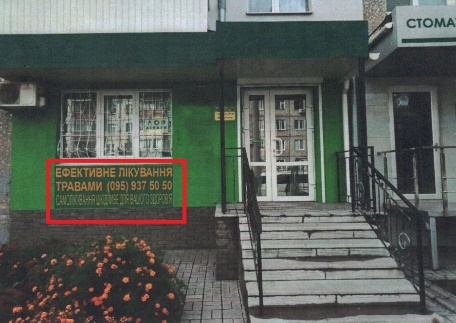 СТОМА
ЕФЕКТИВНЕ ЛІКУВАННЯ
ТРАВАМИ (095) 937 50 50
САМОЛІКУВАННЯ ШКІДЛИВЕ ДЛЯ ВАШОГО ЗДОРОВ'Я